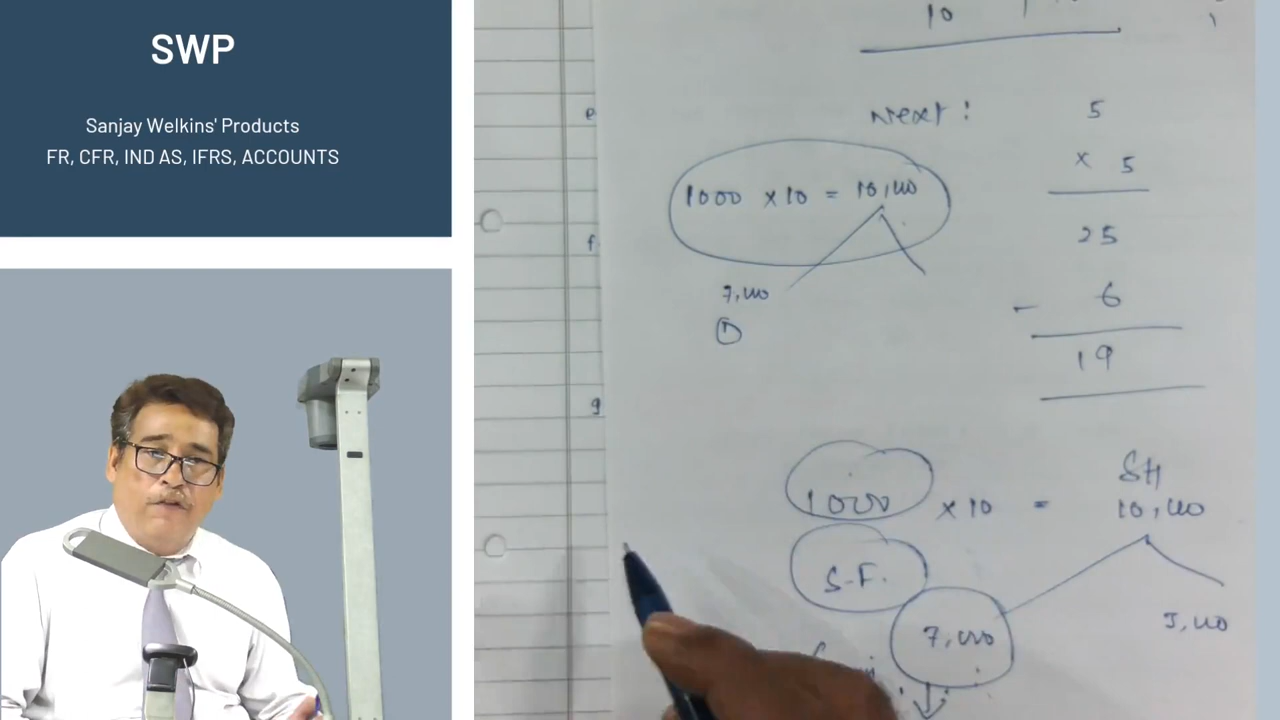 SWP
Sanjay Welkins' Products
FR, CFR, IND AS, IFRS, ACCOUNTS
10
Next :
5
x 5
25
- 6
19
1000 x 10 = 10,000
7,000
1
1000 x 10 = 10,000
SH
S.F.
7,000
3,000
e
f
g